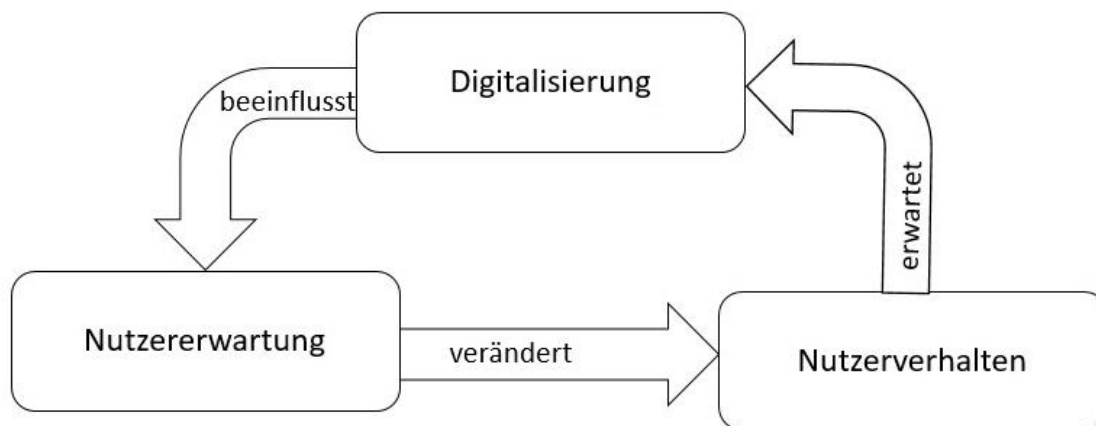 Digitalisierung
beeinflusst
Nutzererwartung
verändert
Nutzerverhalten
erwartet